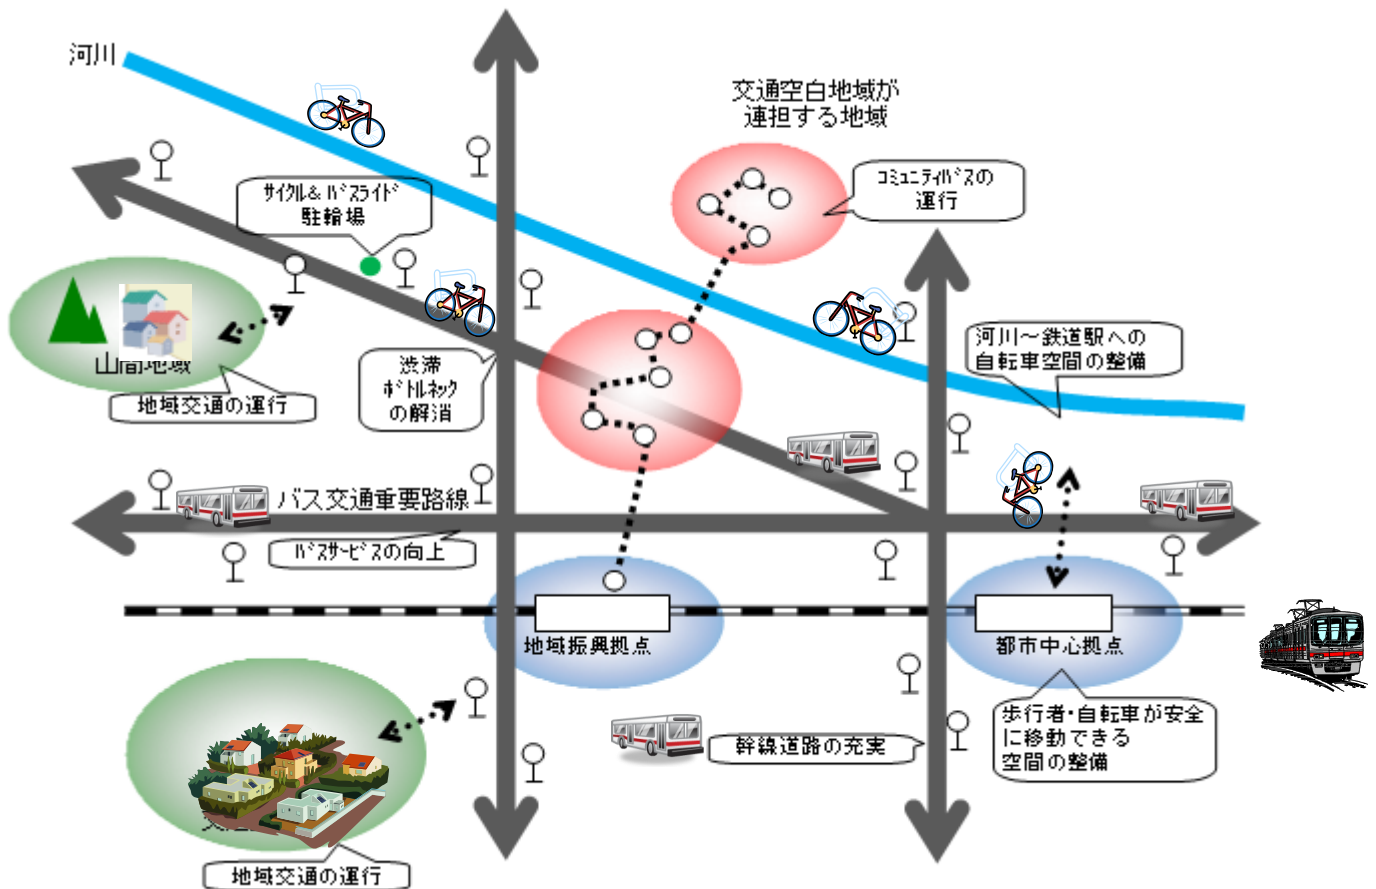 河川
交通空白地域が
連担する地域
ｺﾐｭﾆﾃｨﾊﾞｽの
運行
ｻｲｸﾙ& ﾊﾞｽﾗｲﾄﾞ
駐輪場
河川～鉄道駅への
自転車空間の整備
山間地域
地域交通の運行
渋滞
ﾎﾞﾄﾙﾈｯｸ
の解消
バス交通重要路線
ﾊﾞｽｻｰﾋﾞｽの向上
地域振興拠点
都市中心拠点
歩行者・自転車が安全
に移動できる
空間の整備
幹線道路の充実
地域交通の運行